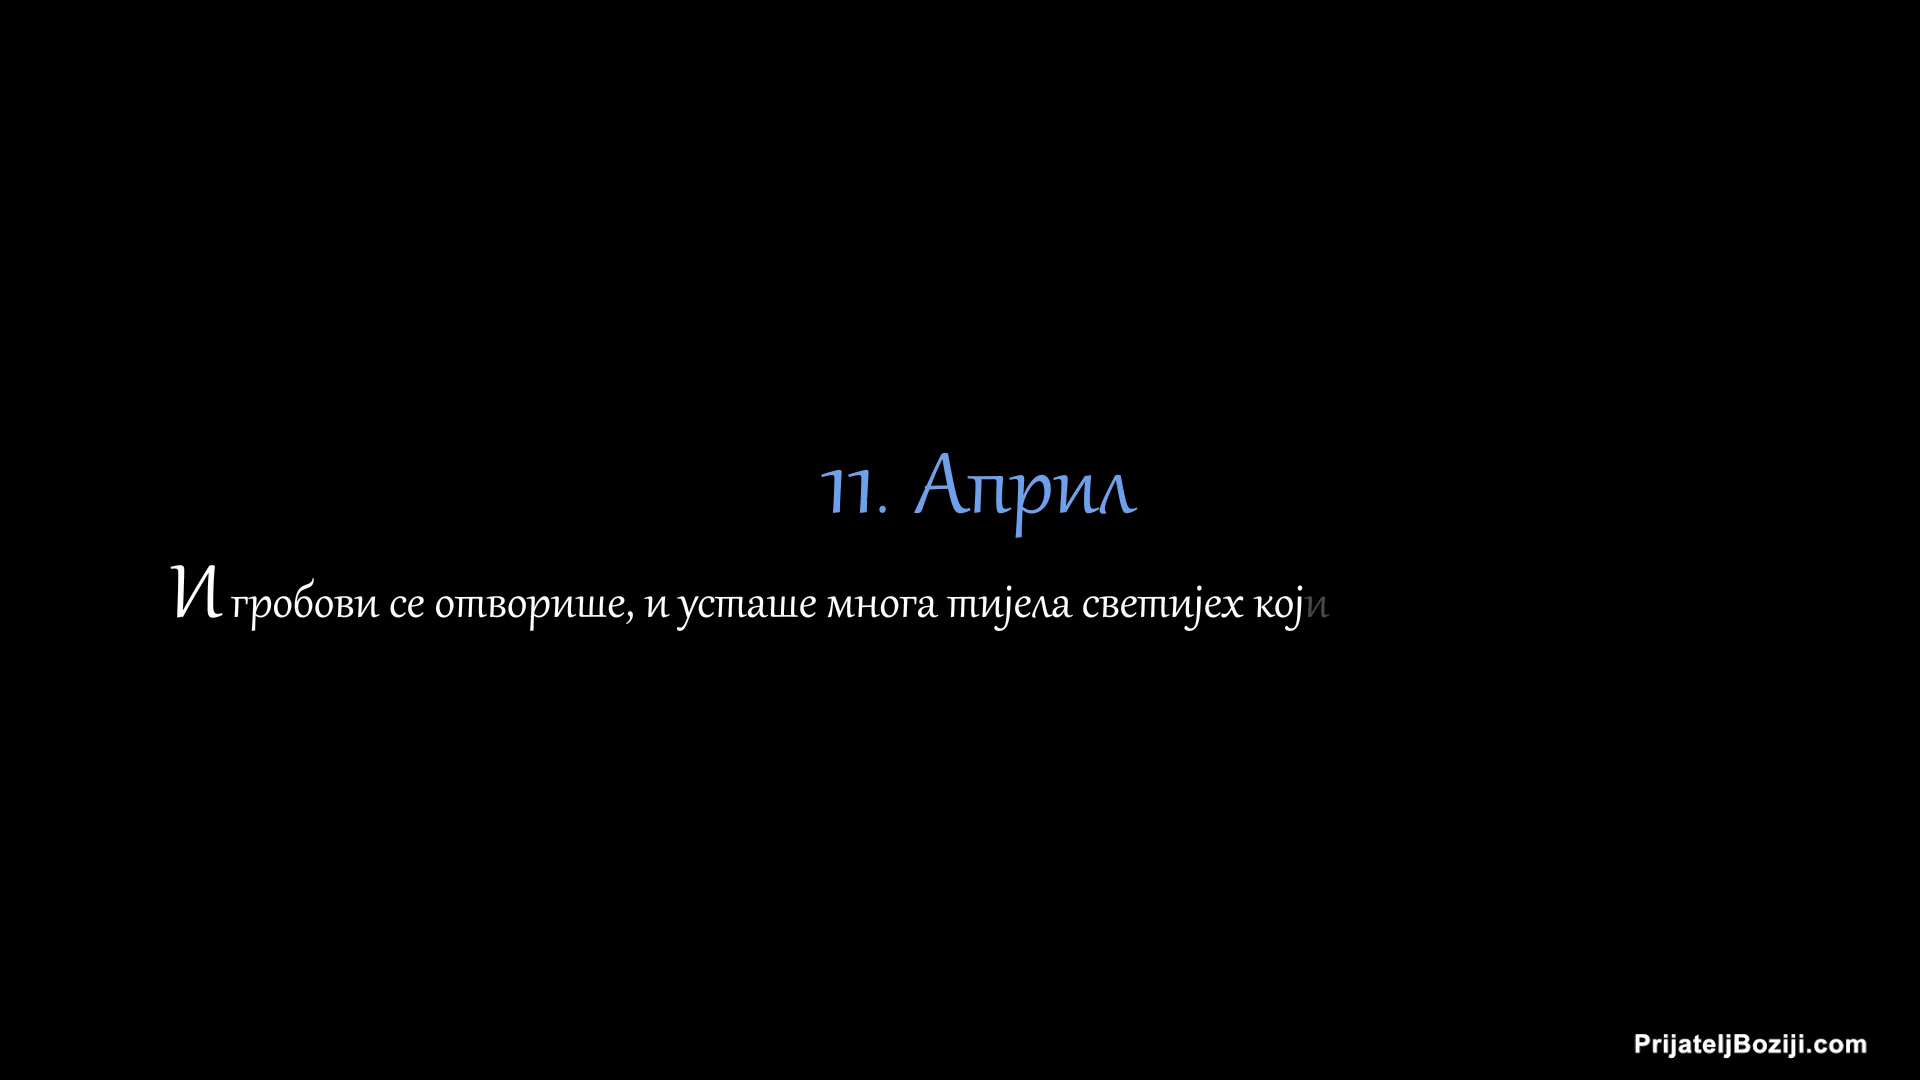 11. Април
И гробови се отворише, и усташе многа тијела светијех који
PrijateljBoziji.com